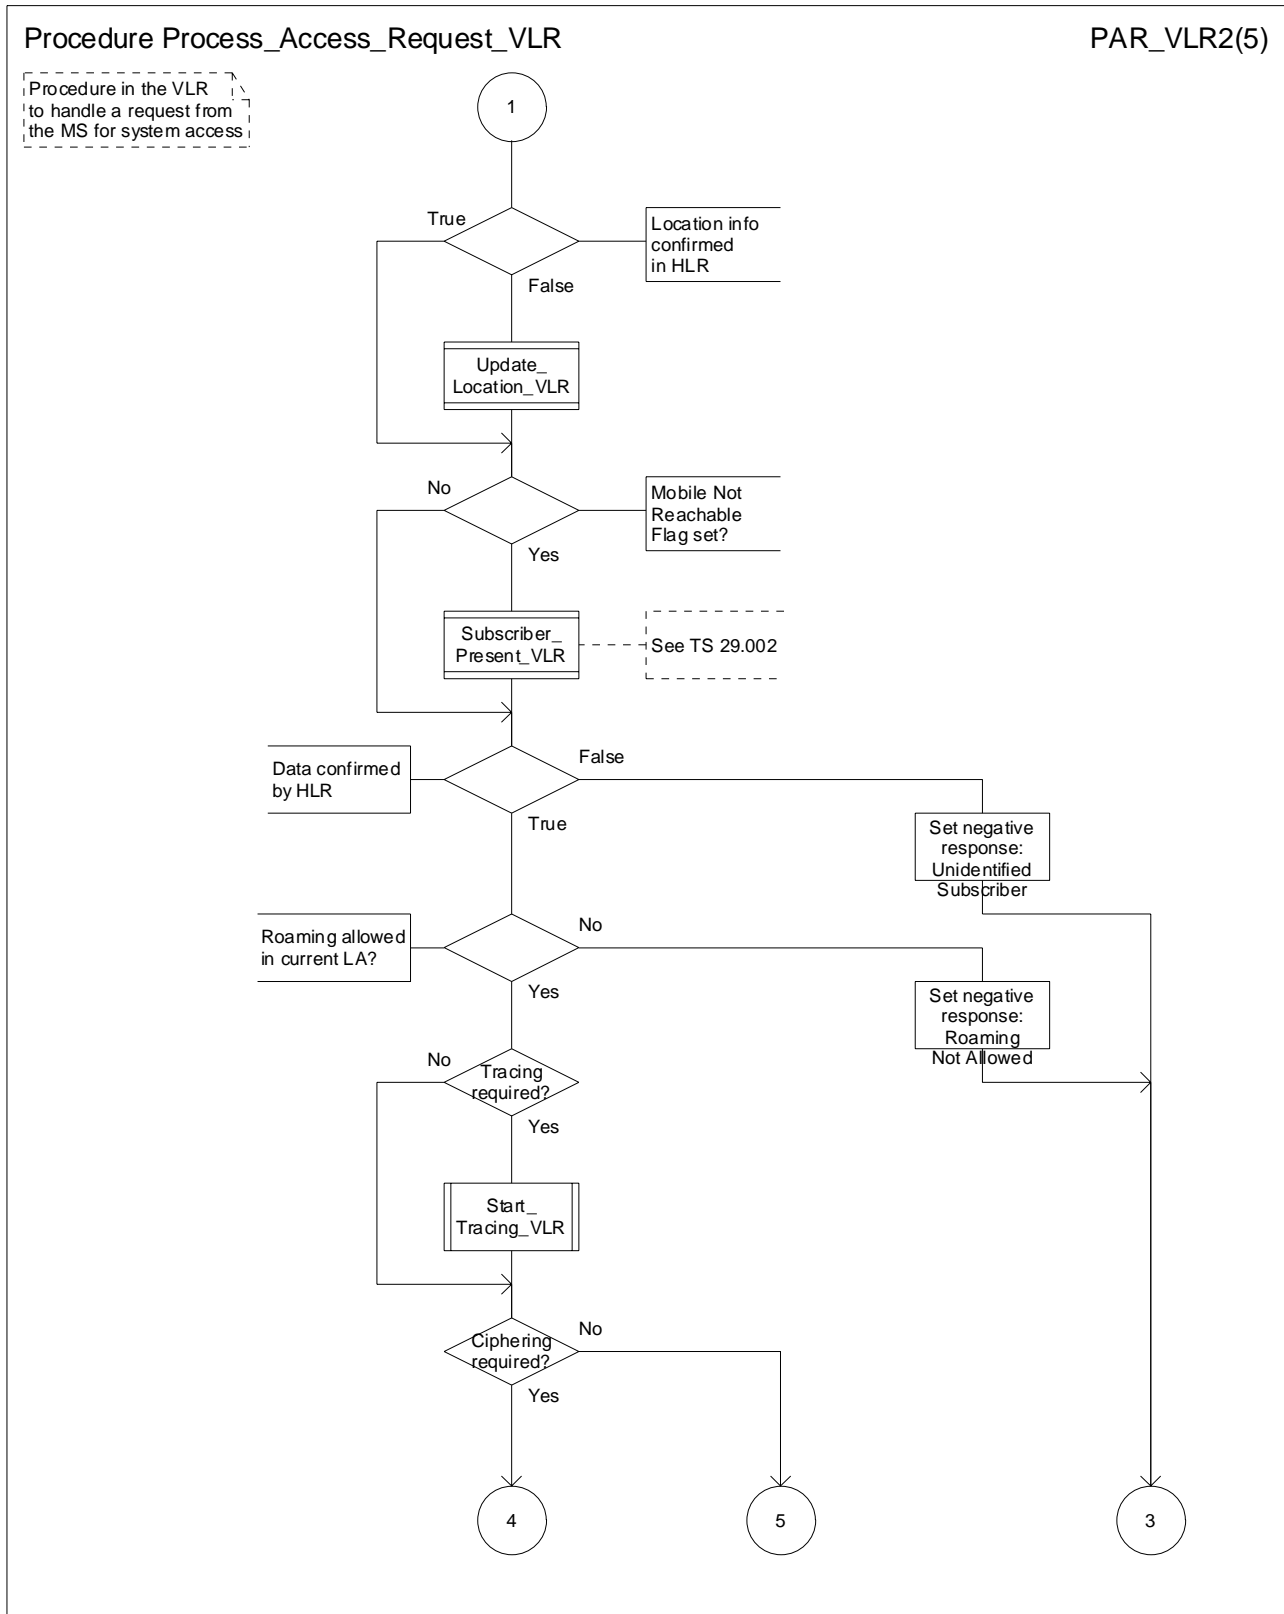 Procedure Process_Access_Request_VLR
PAR_VLR2(5)
Procedure in the VLR
to handle a request from
the MS for system access
1
True
Location info
confirmed
in HLR
False
Update_
Location_VLR
No
Mobile Not
Reachable
Flag set?
Yes
Subscriber_
Present_VLR
See TS 29.002
Data confirmed
by HLR
False
True
Set negative
response:
Unidentified
Subscriber
Roaming allowed
in current LA?
No
Yes
Set negative
response:
Roaming
Not Allowed
No
Tracing
required?
Yes
Start_
Tracing_VLR
Ciphering
required?
No
Yes
4
5
3